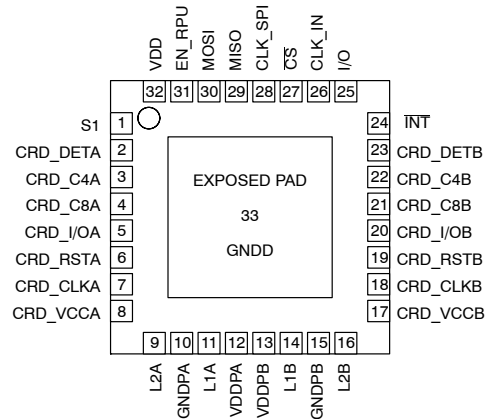 VDD
EN_RPU
MOSI
MISO
CLK_SPI
CS
CLK_IN
I/O
32 31 30 29 28 27 26 25
S1 1
CRD_DETA 2
CRD_C4A 3
CRD_C8A 4
CRD_I/OA 5
CRD_RSTA 6
CRD_CLKA 7
CRD_VCCA 8
EXPOSED PAD
33
GNDD
24 INT
23 CRD_DETB
22 CRD_C4B
21 CRD_C8B
20 CRD_I/OB
19 CRD_RSTB
18 CRD_CLKB
17 CRD_VCCB
9 10 11 12 13 14 15 16
L2A
GNDPA
L1A
VDDPA
VDDPB
L1B
GNDPB
L2B